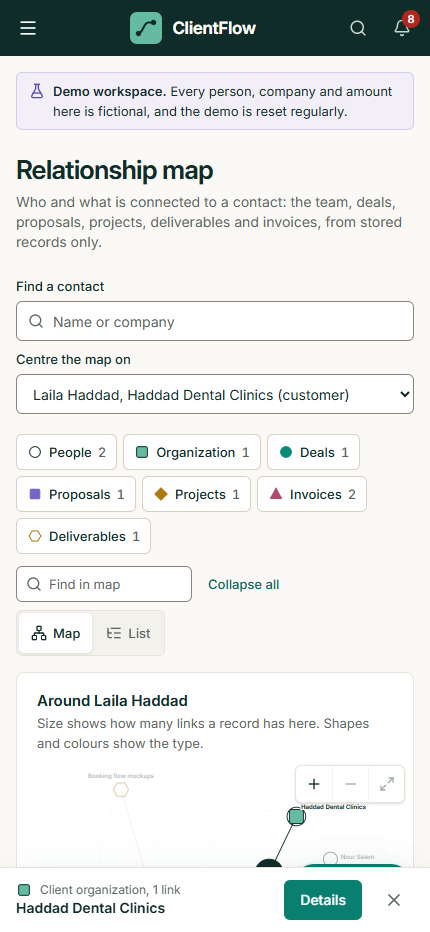 ClientFlow
8
Demo workspace. Every person, company and amount
here is fictional, and the demo is reset regularly.
Relationship map
Who and what is connected to a contact: the team, deals,
proposals, projects, deliverables and invoices, from stored
records only.
Find a contact
Name or company
Centre the map on
Laila Haddad, Haddad Dental Clinics (customer)
People 2
Organization 1
Deals 1
Proposals 1
Projects 1
Invoices 2
Deliverables 1
Find in map
Collapse all
Map
List
Around Laila Haddad
Size shows how many links a record has here. Shapes
and colours show the type.
Booking flow mockups
Haddad Dental Clinics
Nour Salem
Client organization, 1 link
Haddad Dental Clinics
Details